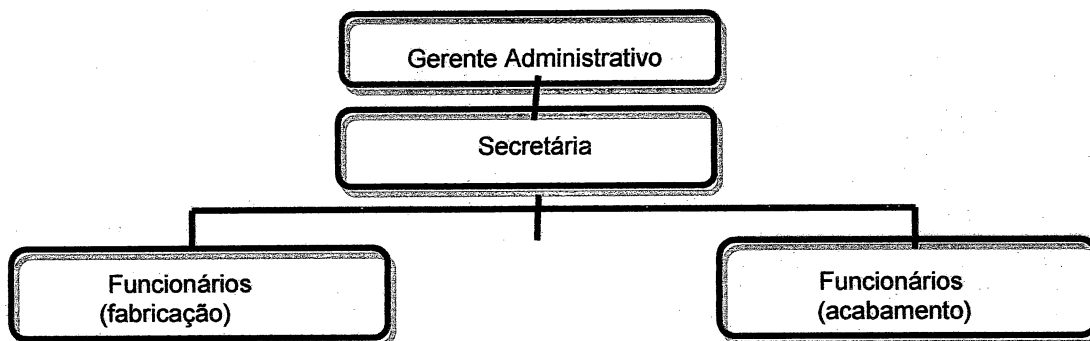 Gerente Administrativo
Secretária
Funcionários
(fabricação)
Funcionários
(acabamento)